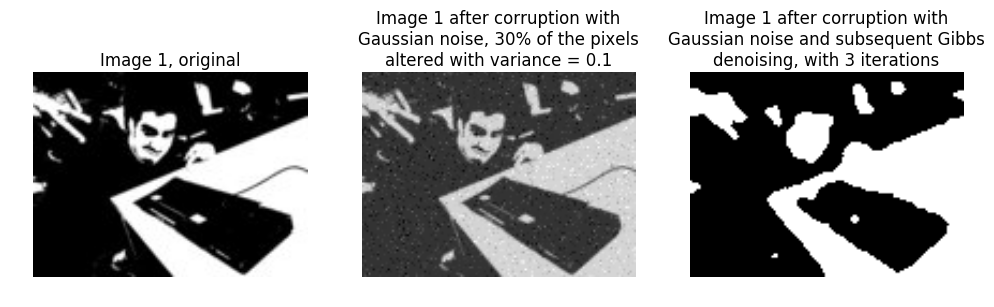 Image 1, original
Image 1 after corruption with
Gaussian noise, 30% of the pixels
altered with variance = 0.1
Image 1 after corruption with
Gaussian noise and subsequent Gibbs
denoising, with 3 iterations